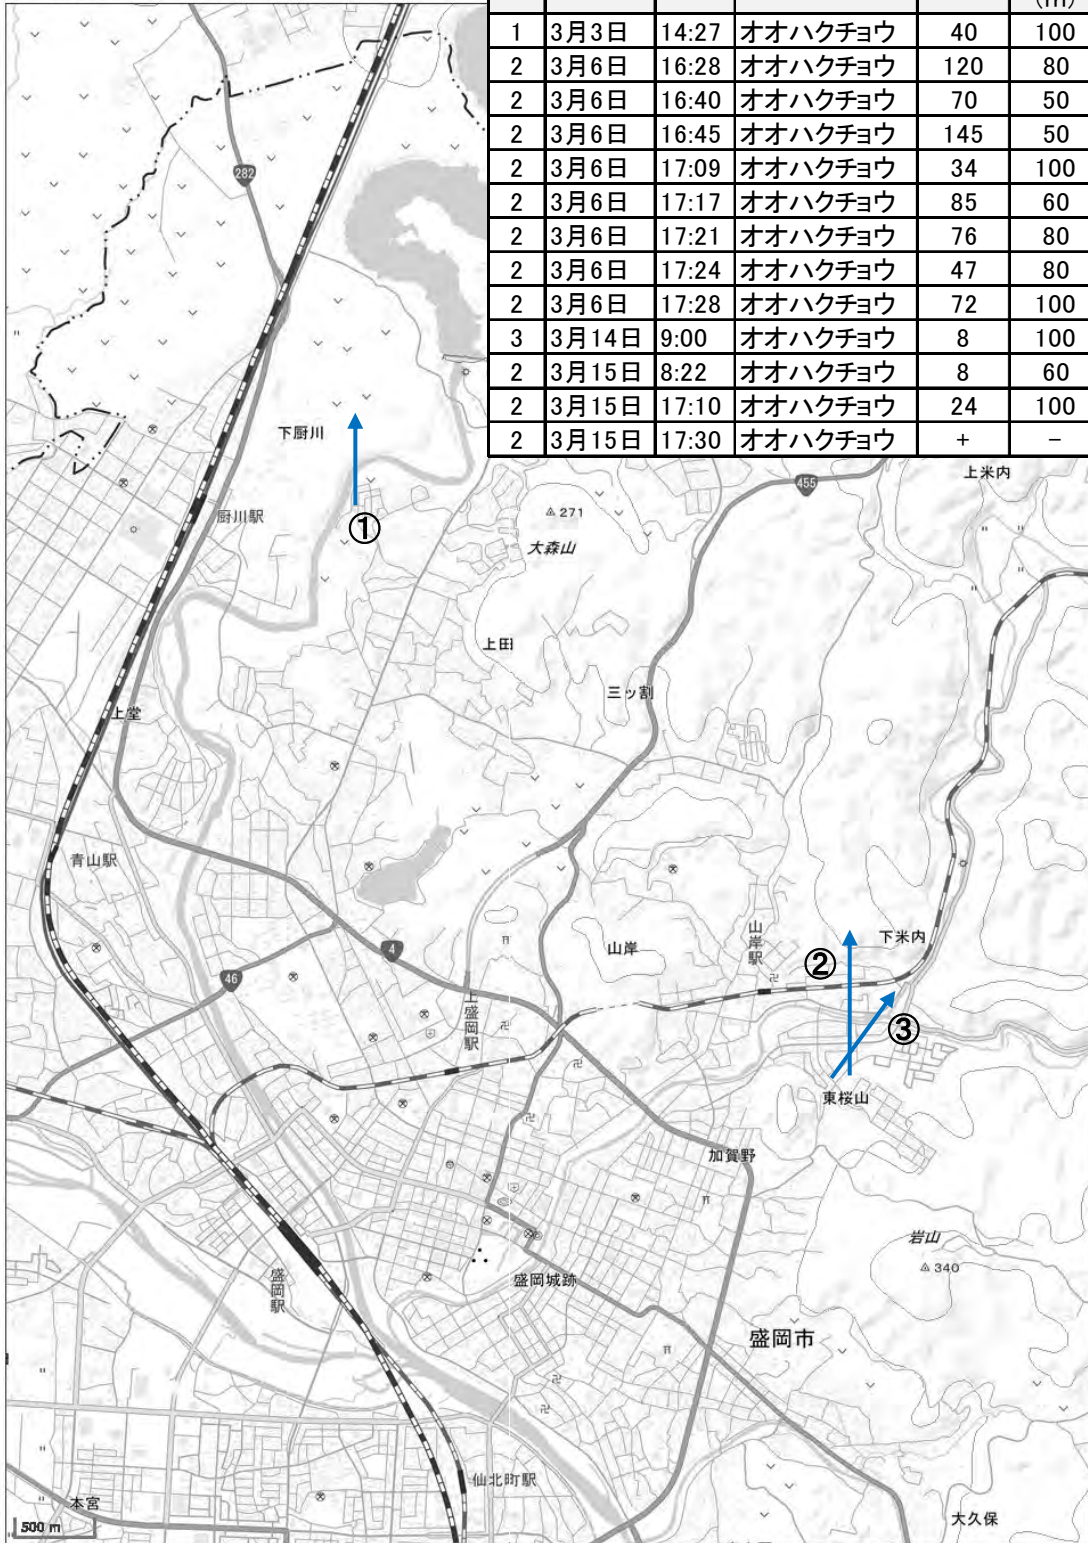 (m)
1 3月3日 14:27 オオハクチョウ 40 100
2 3月6日 16:28 オオハクチョウ 120 80
2 3月6日 16:40 オオハクチョウ 70 50
2 3月6日 16:45 オオハクチョウ 145 50
2 3月6日 17:09 オオハクチョウ 34 100
2 3月6日 17:17 オオハクチョウ 85 60
2 3月6日 17:21 オオハクチョウ 76 80
2 3月6日 17:24 オオハクチョウ 47 80
2 3月6日 17:28 オオハクチョウ 72 100
3 3月14日 9:00 オオハクチョウ 8 100
2 3月15日 8:22 オオハクチョウ 8 60
2 3月15日 17:10 オオハクチョウ 24 100
2 3月15日 17:30 オオハクチョウ + -
282
下厨川
上米内
455
厨川駅
①
271
大森山
上田
三ッ割
上堂
青山駅
山岸
山岸駅
下米内
4
②
46
上盛岡駅
③
東桜山
加賀野
岩山
340
盛岡駅
盛岡城跡
盛岡市
仙北町駅
本宮
500 m
大久保